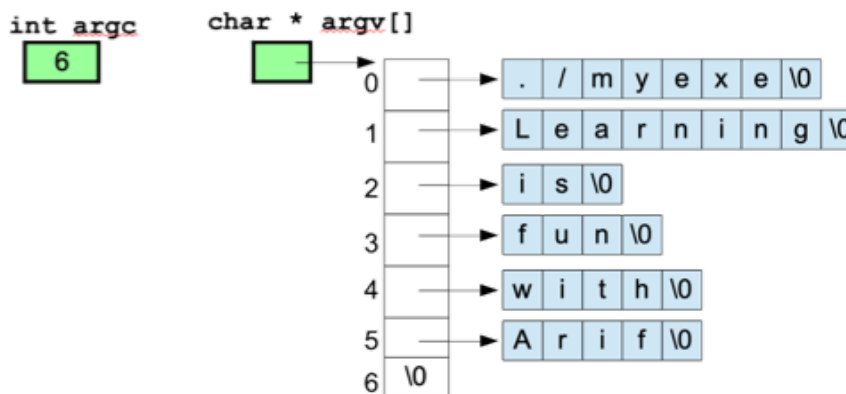 int argc char * argv[]
6
0 . / m y e x e \0
1 L e a r n i n g \0
2 i s \0
3 f u n \0
4 w i t h \0
5 A r i f \0
6 \0